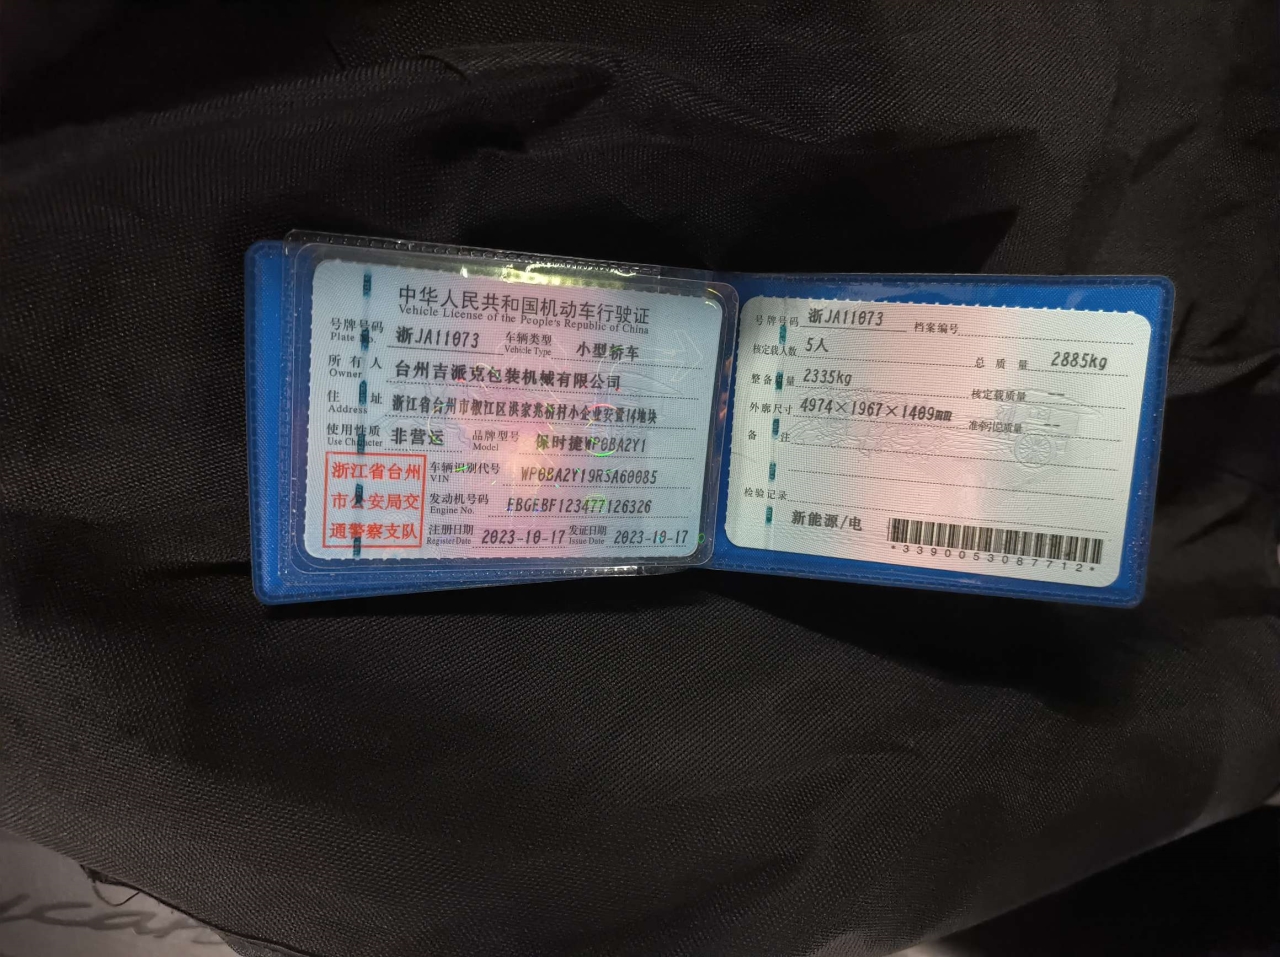 中华人民共和国机动车行驶证
Vehicle License of the People's Republic of China
号牌号码 浙JA11073 车辆类型 小型轿车
Plate No. Vehicle Type
所有人 台州吉派克包装机械有限公司
Owner
住址 浙江省台州市椒江区洪家兆桥村小企业安置14地块
Address
使用性质 非营运 品牌型号 保时捷WP0BA2Y1
Use Character Model
浙江省台州
市公安局交
通警察支队
车辆识别代号 WP0BA2Y19RSA60085
VIN
发动机号码 EBGEBF123477126326
Engine No.
注册日期 2023-10-17 发证日期 2023-10-17
Register Date Issue Date
号牌号码 浙JA11073 档案编号
核定载人数 5人 总质量 2885kg
整备质量 2335kg 核定载质量 --
外廓尺寸 4974×1967×1409mm 准牵引总质量 --
备注
检验记录
新能源/电
*3390053087712*